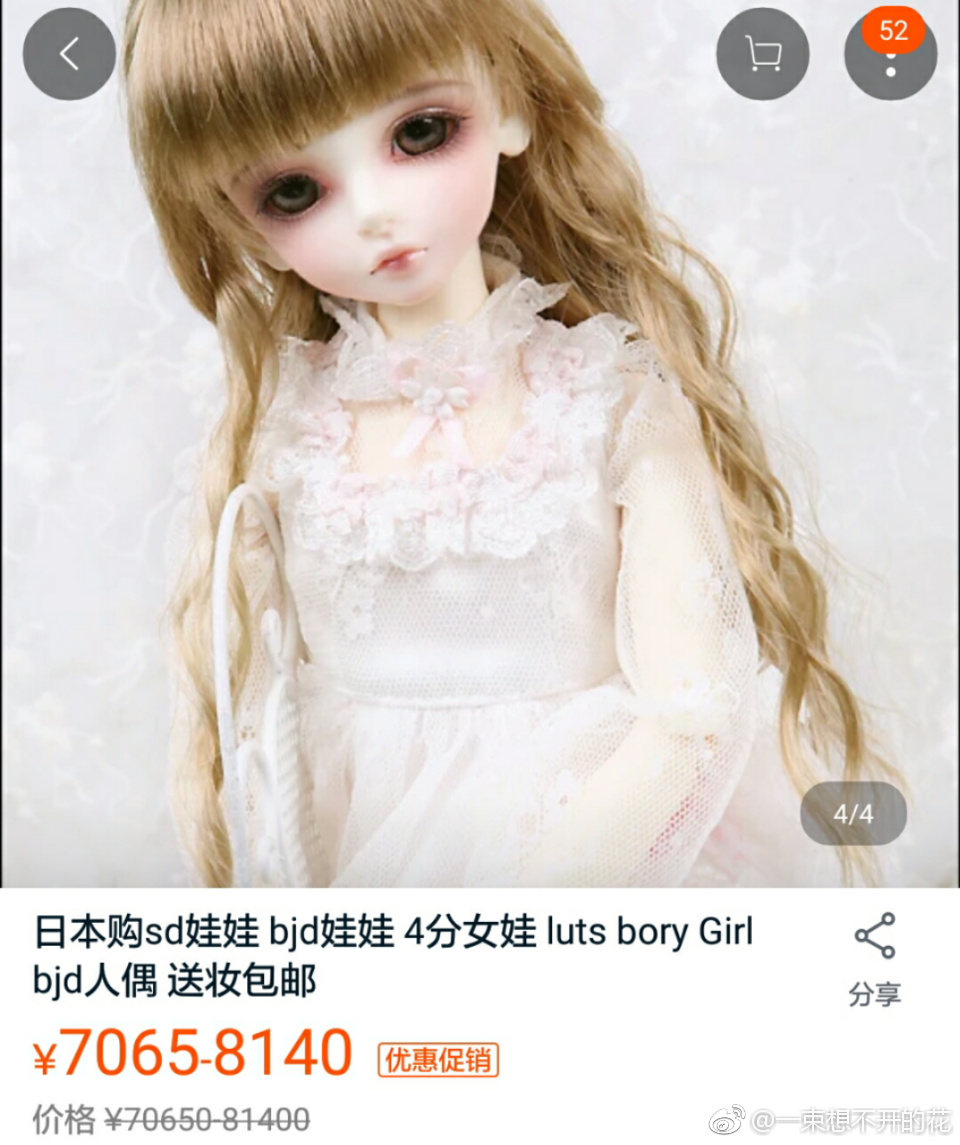 52
4/4
日本购sd娃娃 bjd娃娃 4分女娃 luts bory Girl
bjd人偶 送妆包邮
分享
¥7065-8140 优惠促销
价格 ¥70650-81400
@一束想不开的花